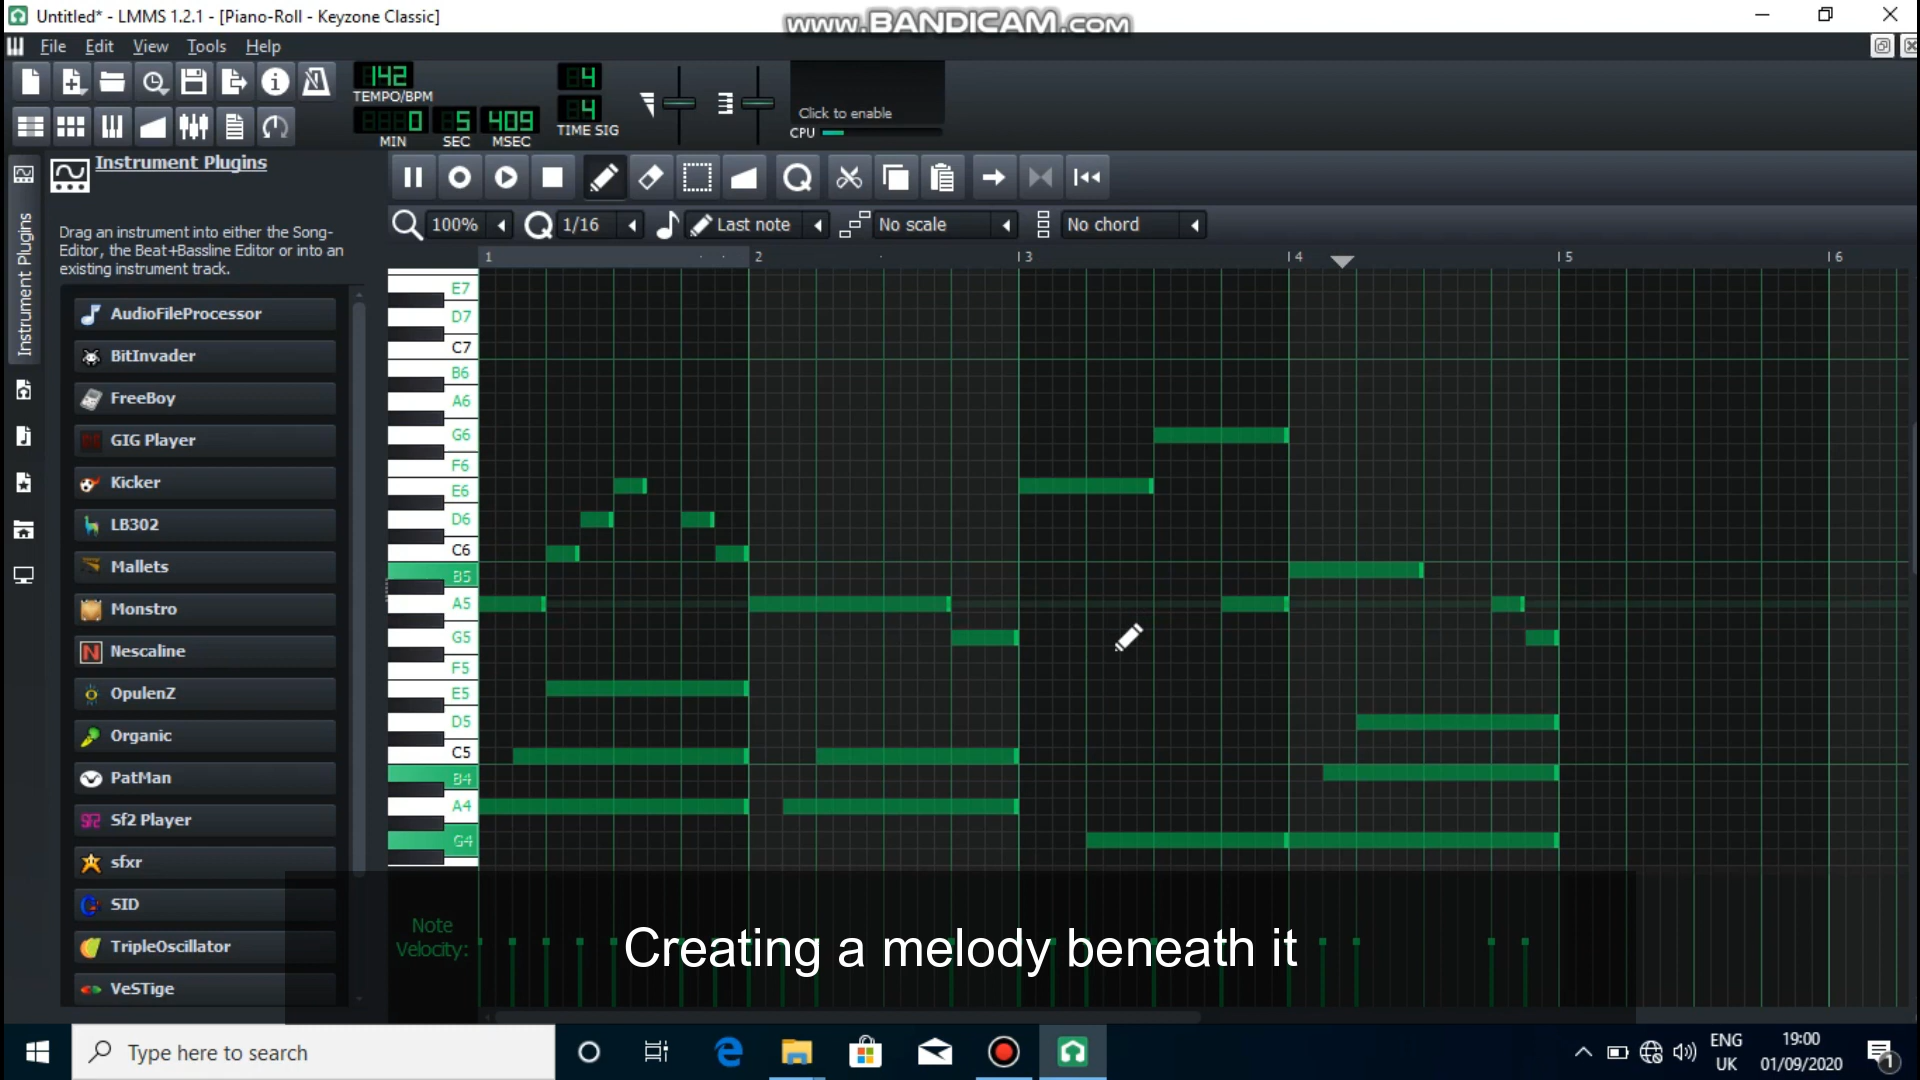 Untitled* - LMMS 1.2.1 - [Piano-Roll - Keyzone Classic]
www.BANDICAM.com
File Edit View Tools Help
142
TEMPO/BPM
0 5 409
MIN SEC MSEC
4
4
TIME SIG
Click to enable
CPU
Instrument Plugins
Instrument Plugins
Drag an instrument into either the Song-
Editor, the Beat+Bassline Editor or into an
existing instrument track.
AudioFileProcessor
BitInvader
FreeBoy
GIG Player
Kicker
LB302
Mallets
Monstro
Nescaline
OpulenZ
Organic
PatMan
Sf2 Player
sfxr
SID
TripleOscillator
VeSTige
100% 1/16 Last note No scale No chord
1 2 3 4 5 6
E7
D7
C7
B6
A6
G6
F6
E6
D6
C6
B5
A5
G5
F5
E5
D5
C5
B4
A4
G4
Note
Velocity:
Creating a melody beneath it
Type here to search
ENG
UK
19:00
01/09/2020
1